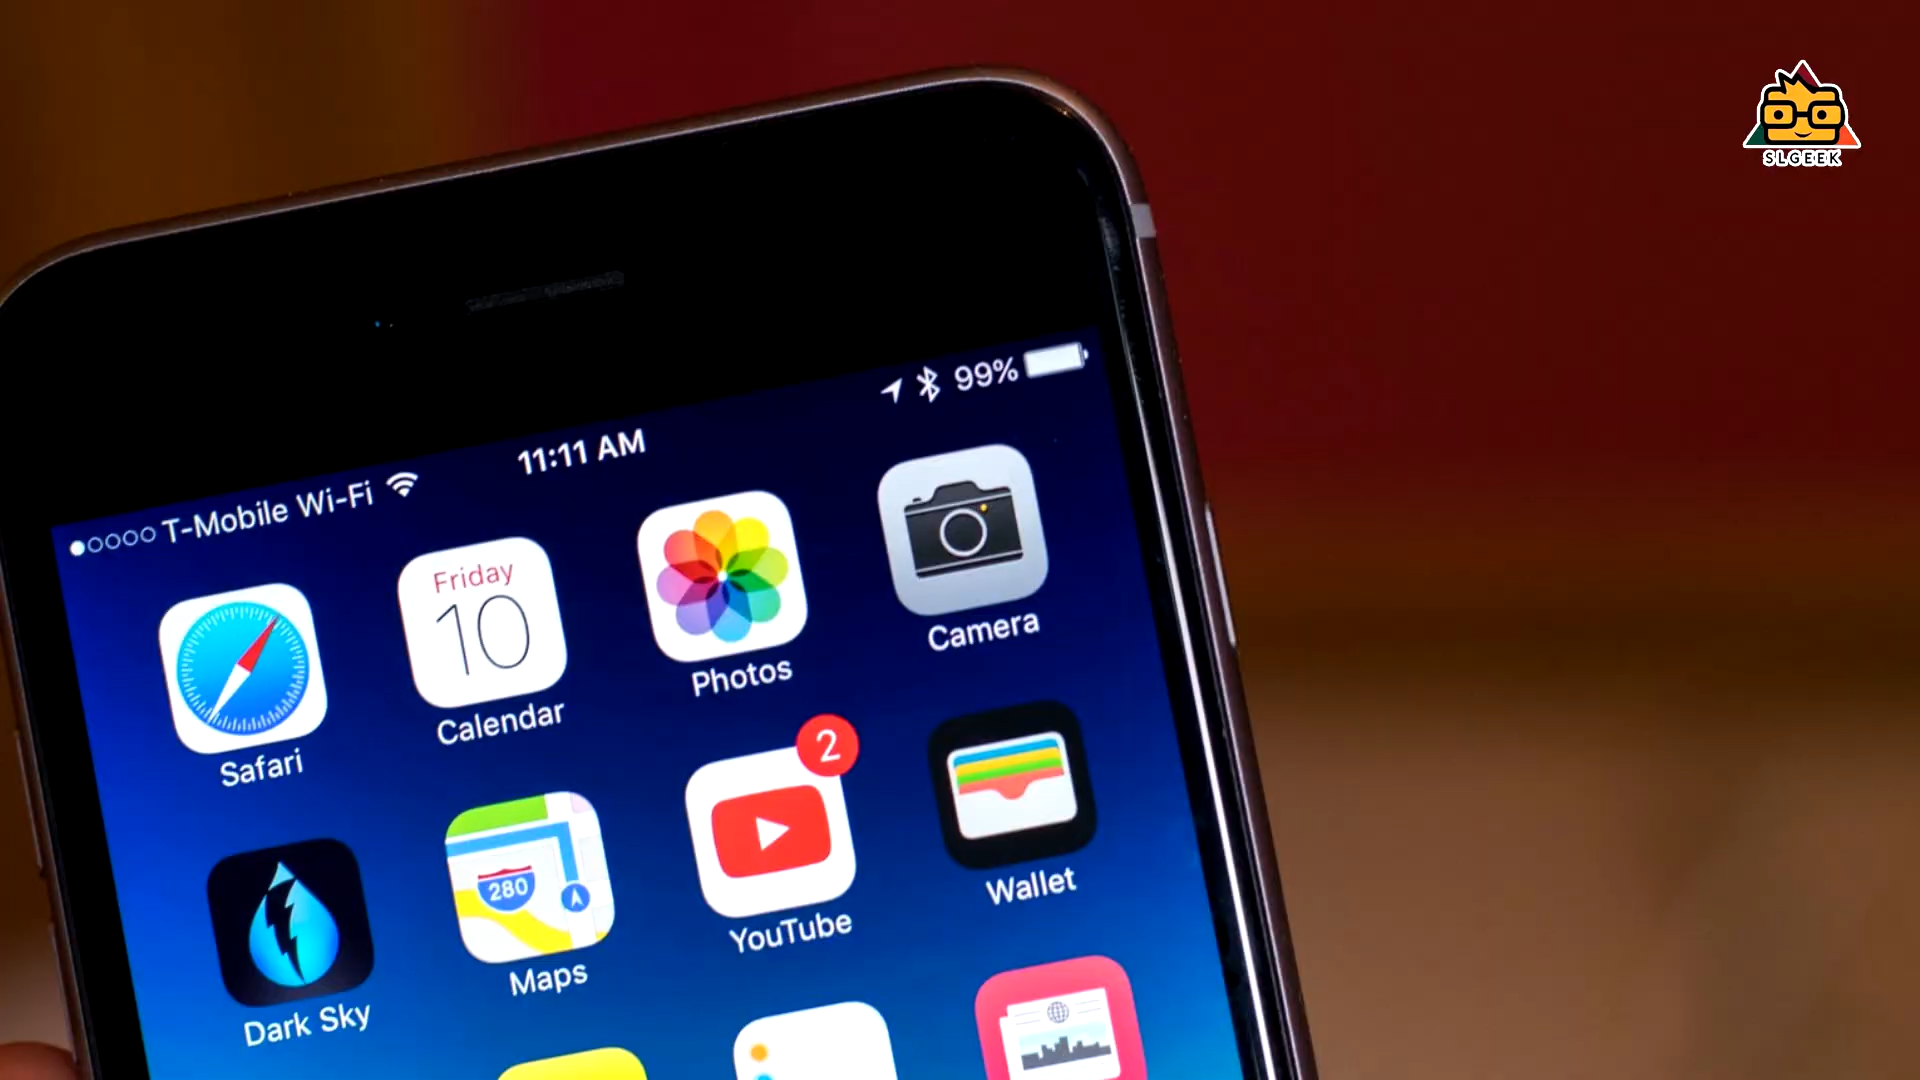 SLGEEK
99%
11:11 AM
T-Mobile Wi-Fi
Friday
10
Safari
Calendar
Photos
Camera
280
2
Dark Sky
Maps
YouTube
Wallet